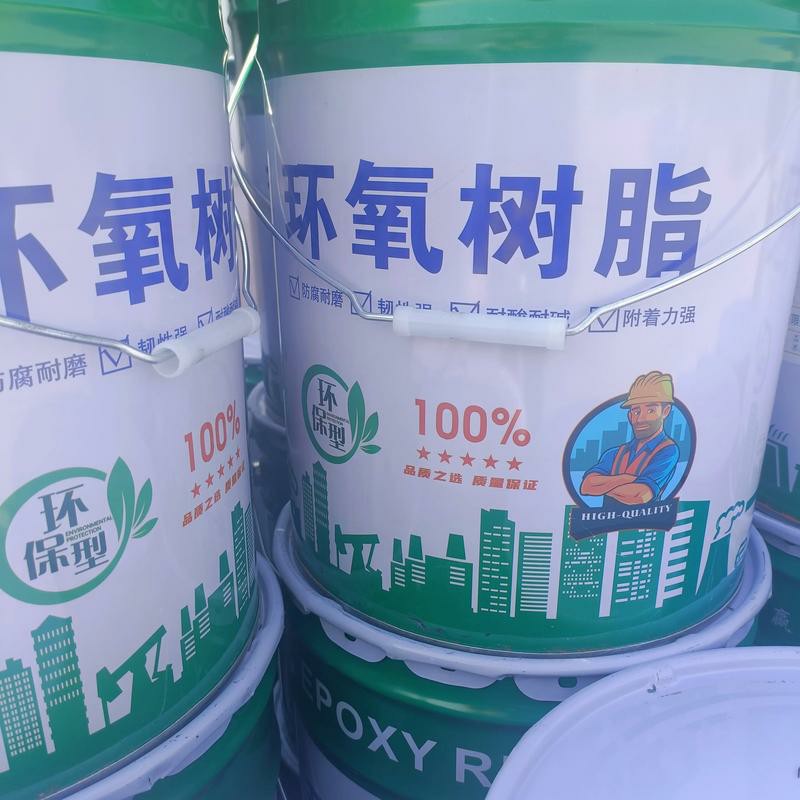 环氧树
防腐耐磨
韧性强
环
保型
ENVIRONMENTAL
PROTECTION
100%
品质之选 质量保证
环氧树脂
防腐耐磨
韧性强
耐酸耐碱
附着力强
环
保型
ENVIRONMENTAL
PROTECTION
100%
品质之选 质量保证
HIGH-QUALITY
EPOXY R